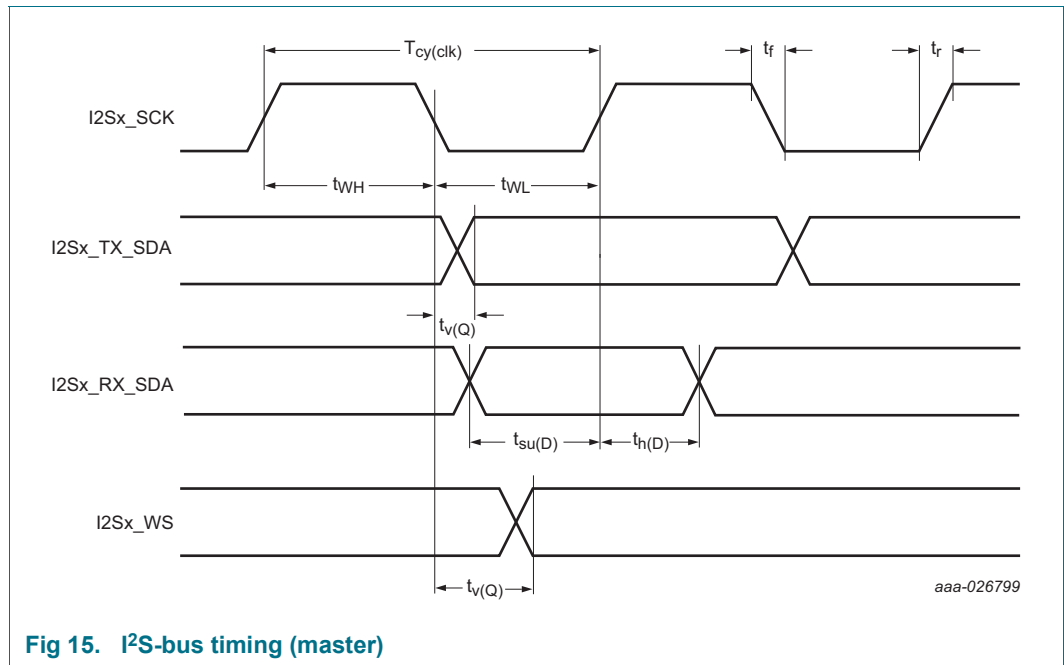 Tcy(clk)
tf
tr
I2Sx_SCK
tWH
tWL
I2Sx_TX_SDA
tv(Q)
I2Sx_RX_SDA
tsu(D)
th(D)
I2Sx_WS
tv(Q)
aaa-026799
Fig 15. I²S-bus timing (master)